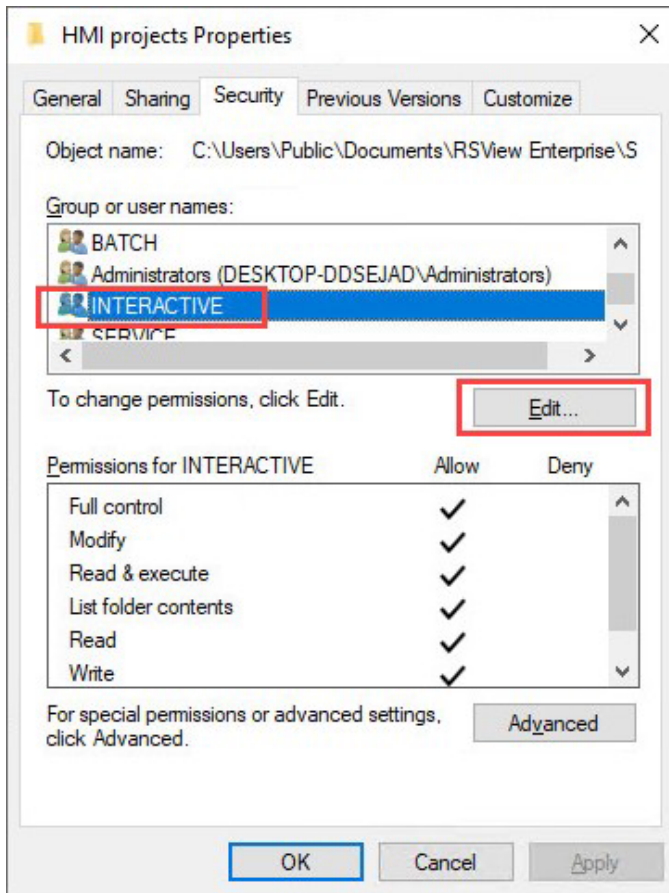 HMI projects Properties
General Sharing Security Previous Versions Customize
Object name: C:\Users\Public\Documents\RSView Enterprise\S
Group or user names:
BATCH
Administrators (DESKTOP-DDSEJAD\Administrators)
INTERACTIVE
SERVICE
To change permissions, click Edit.
Edit...
Permissions for INTERACTIVE Allow Deny
Full control
Modify
Read & execute
List folder contents
Read
Write
For special permissions or advanced settings,
click Advanced.
Advanced
OK Cancel Apply